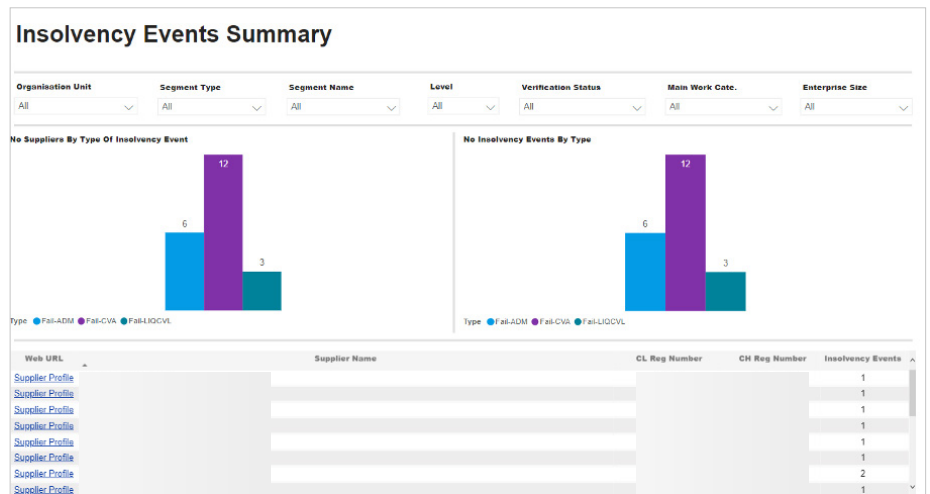 Insolvency Events Summary
Organisation Unit Segment Type Segment Name Level Verification Status Main Work Cate. Enterprise Size
All All All All All All All
No Suppliers By Type Of Insolvency Event
12
6
3
Type Fail-ADM Fail-CVA Fail-LIQCVL
No Insolvency Events By Type
12
6
3
Type Fail-ADM Fail-CVA Fail-LIQCVL
Web URL Supplier Name CL Reg Number CH Reg Number Insolvency Events
Supplier Profile 1
Supplier Profile 1
Supplier Profile 1
Supplier Profile 1
Supplier Profile 1
Supplier Profile 1
Supplier Profile 2
Supplier Profile 1